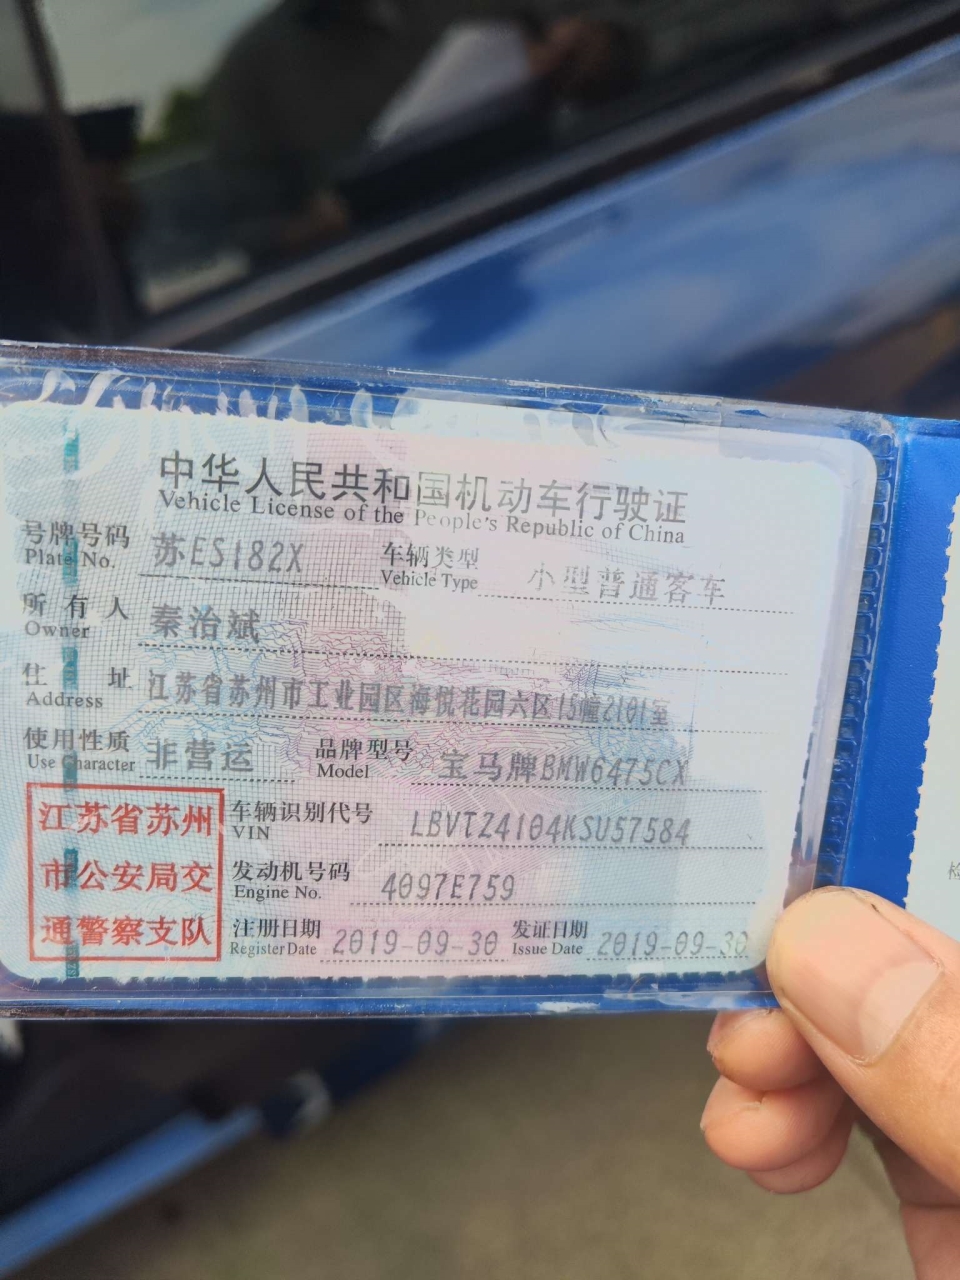 中华人民共和国机动车行驶证
Vehicle License of the People's Republic of China
号牌号码 苏ES182X 车辆类型 小型普通客车
Plate No. Vehicle Type
所有人 秦治斌
Owner
住址 江苏省苏州市工业园区海悦花园六区15幢2101室
Address
使用性质 非营运 品牌型号 宝马牌BMW6475CX
Use Character Model
江苏省苏州
市公安局交
通警察支队
车辆识别代号 LBVTZ4104KSU57584
VIN
发动机号码 4097E759
Engine No.
注册日期 2019-09-30 发证日期 2019-09-30
Register Date Issue Date
检